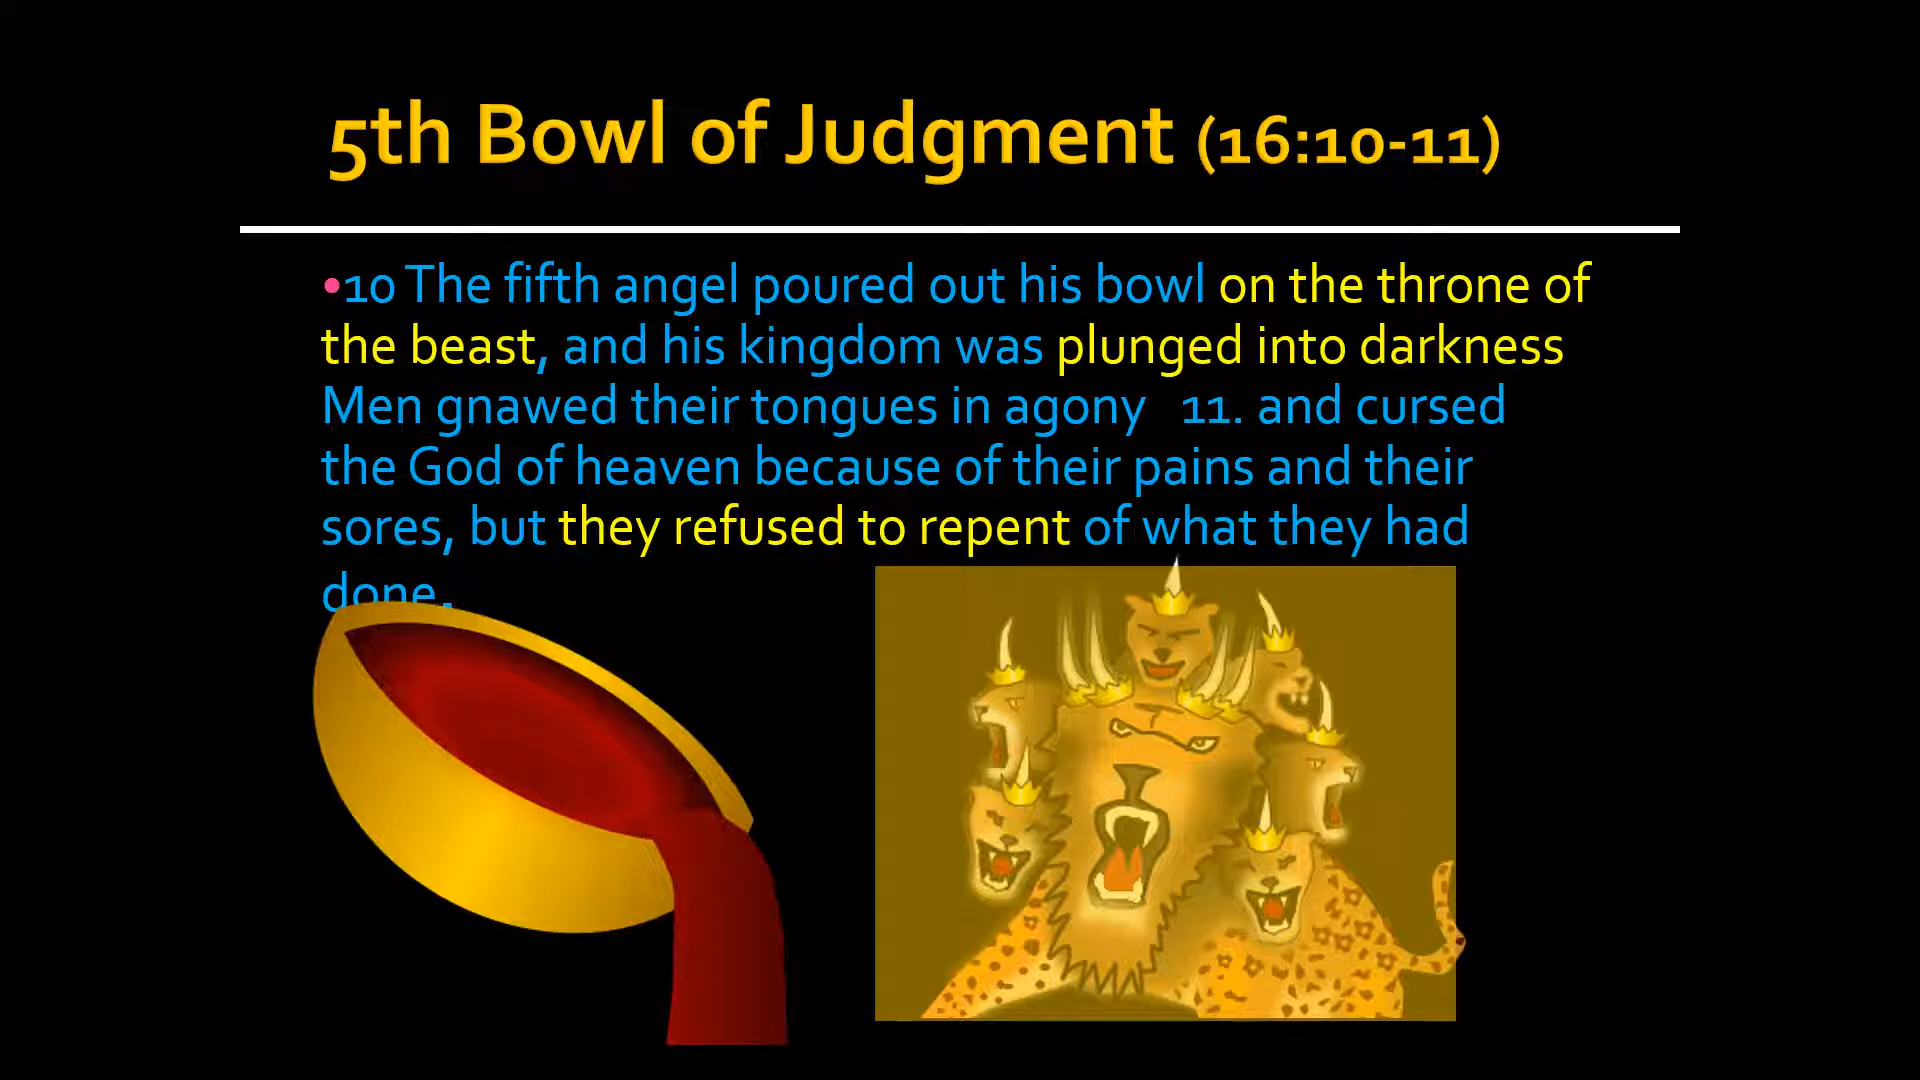 5th Bowl of Judgment (16:10-11)
•10 The fifth angel poured out his bowl on the throne of
the beast, and his kingdom was plunged into darkness
Men gnawed their tongues in agony 11. and cursed
the God of heaven because of their pains and their
sores, but they refused to repent of what they had
done.